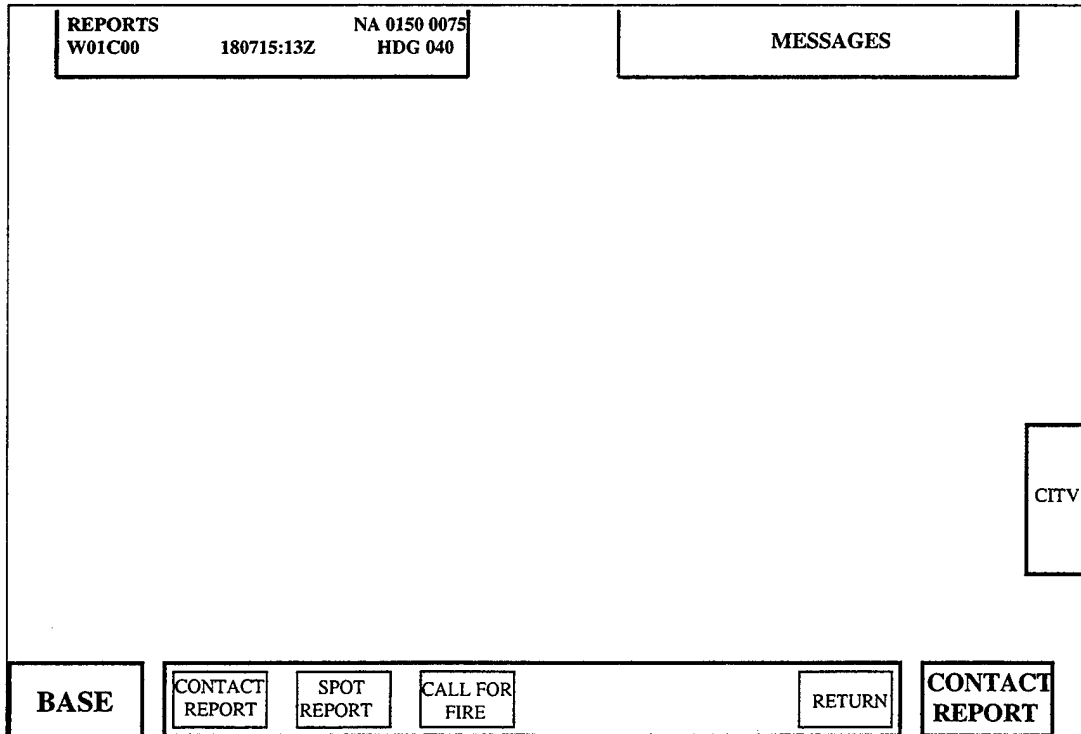 REPORTS NA 0150 0075
W01C00 180715:13Z HDG 040
MESSAGES
CITV
BASE
CONTACT
REPORT
SPOT
REPORT
CALL FOR
FIRE
RETURN
CONTACT
REPORT